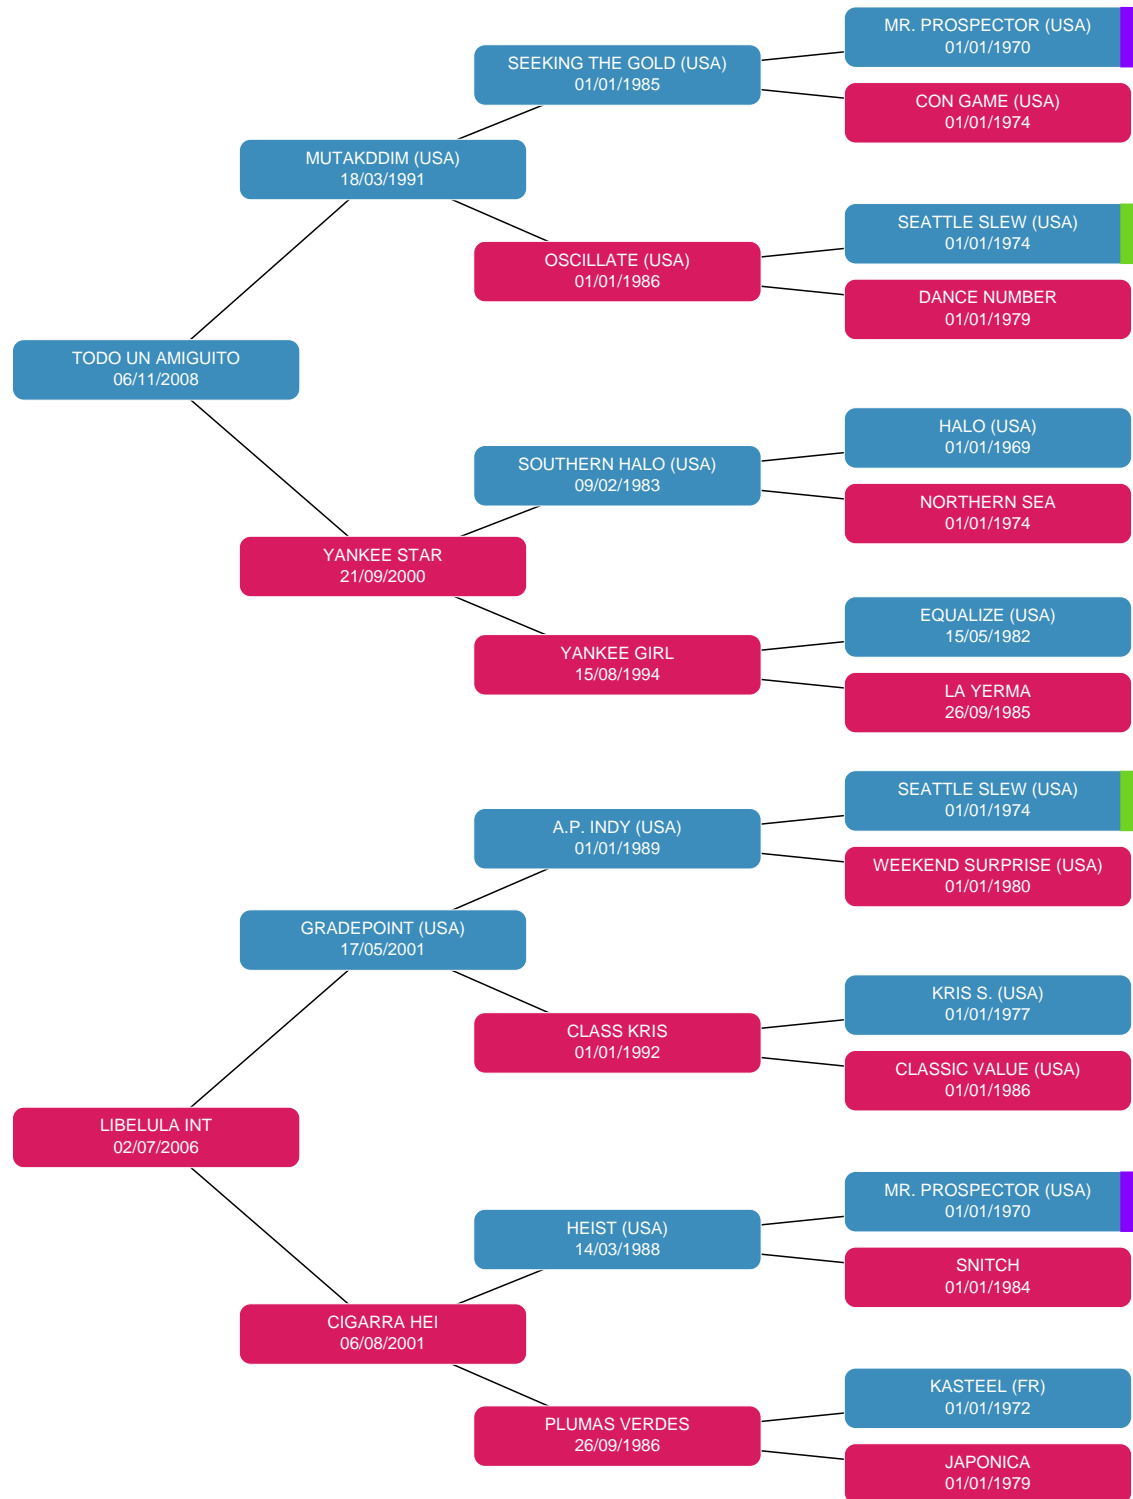 MR. PROSPECTOR (USA)
01/01/1970
SEEKING THE GOLD (USA)
01/01/1985
CON GAME (USA)
01/01/1974
MUTAKDDIM (USA)
18/03/1991
SEATTLE SLEW (USA)
01/01/1974
OSCILLATE (USA)
01/01/1986
DANCE NUMBER
01/01/1979
TODO UN AMIGUITO
06/11/2008
HALO (USA)
01/01/1969
SOUTHERN HALO (USA)
09/02/1983
NORTHERN SEA
01/01/1974
YANKEE STAR
21/09/2000
EQUALIZE (USA)
15/05/1982
YANKEE GIRL
15/08/1994
LA YERMA
26/09/1985
SEATTLE SLEW (USA)
01/01/1974
A.P. INDY (USA)
01/01/1989
WEEKEND SURPRISE (USA)
01/01/1980
GRADEPOINT (USA)
17/05/2001
KRIS S. (USA)
01/01/1977
CLASS KRIS
01/01/1992
CLASSIC VALUE (USA)
01/01/1986
LIBELULA INT
02/07/2006
MR. PROSPECTOR (USA)
01/01/1970
HEIST (USA)
14/03/1988
SNITCH
01/01/1984
CIGARRA HEI
06/08/2001
KASTEEL (FR)
01/01/1972
PLUMAS VERDES
26/09/1986
JAPONICA
01/01/1979